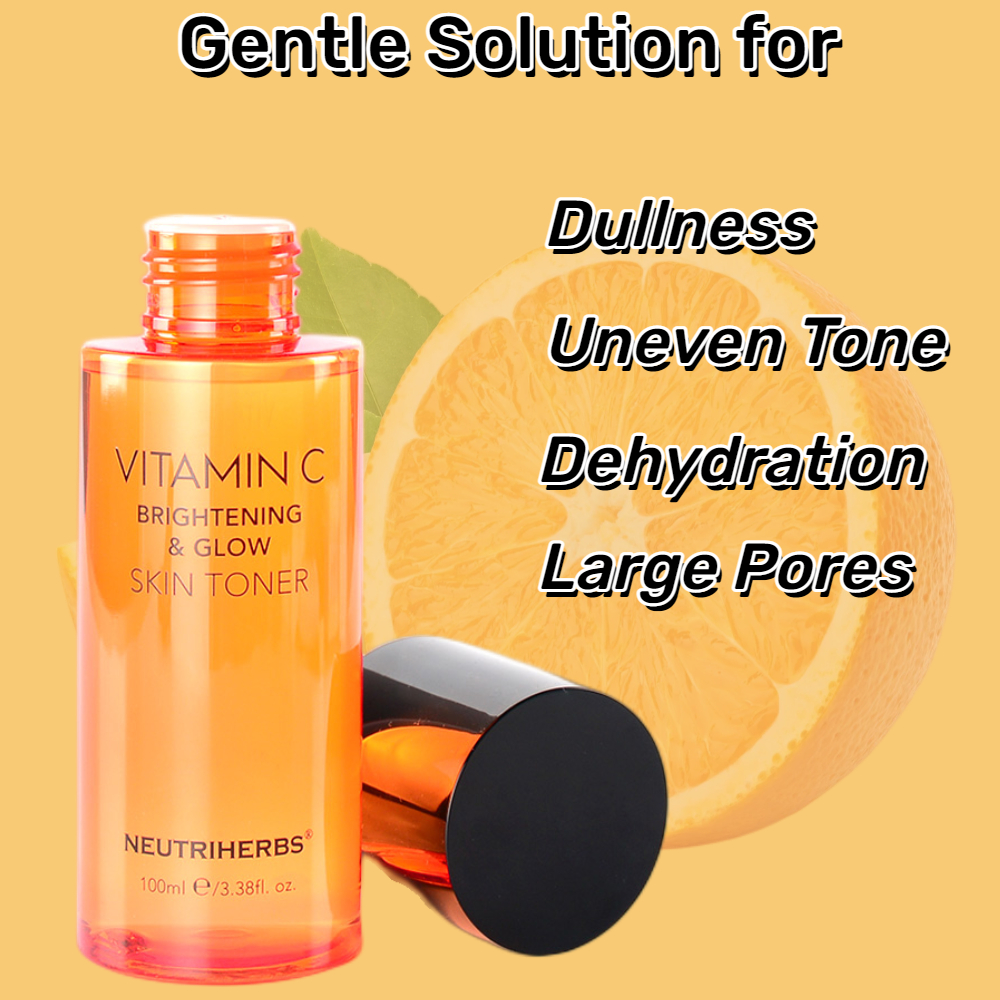 Gentle Solution for
Dullness
Uneven Tone
Dehydration
Large Pores
VITAMIN C
BRIGHTENING
& GLOW
SKIN TONER
NEUTRIHERBS®
100ml ℮/3.38fl. oz.